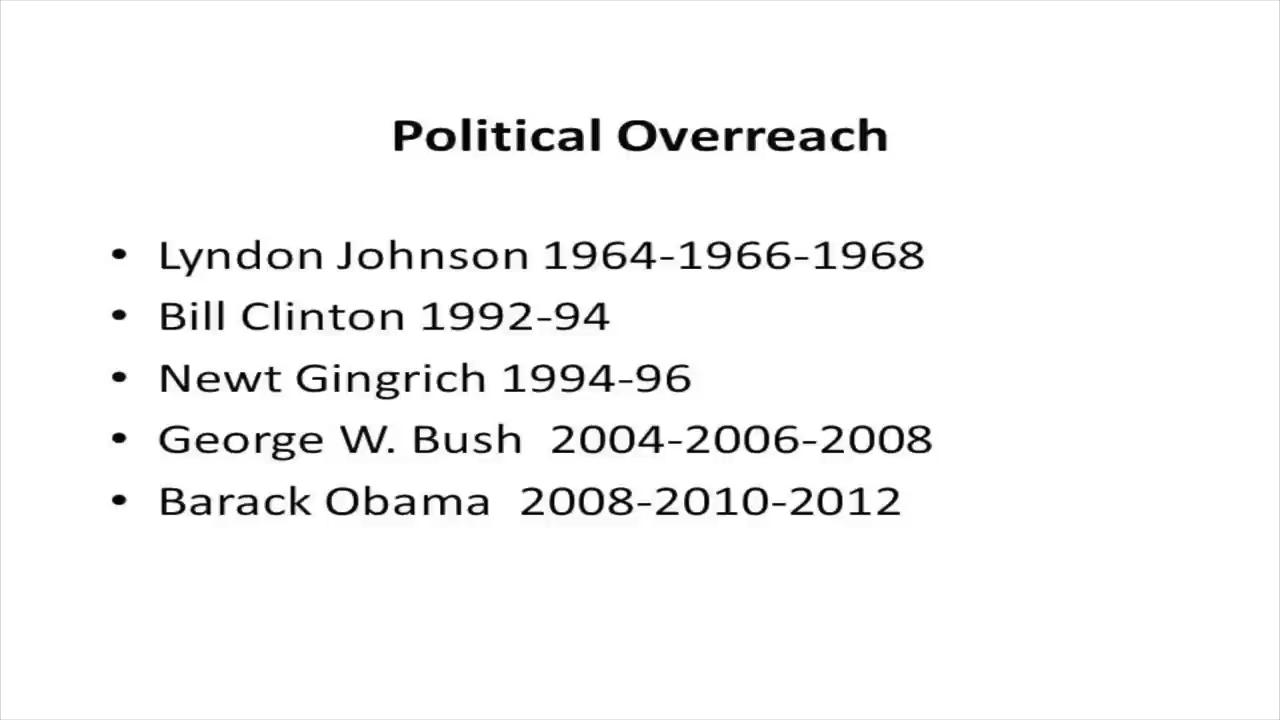 Political Overreach
• Lyndon Johnson 1964-1966-1968
• Bill Clinton 1992-94
• Newt Gingrich 1994-96
• George W. Bush  2004-2006-2008
• Barack Obama  2008-2010-2012